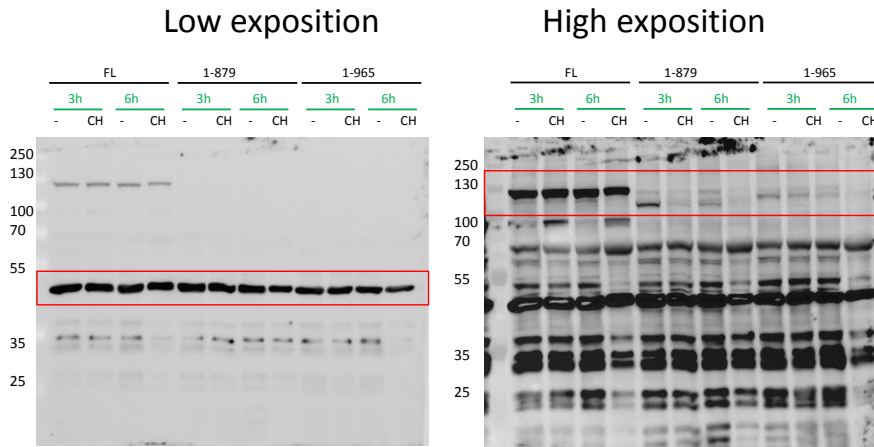 Low exposition
FL 1-879 1-965
3h 6h 3h 6h 3h 6h
- CH - CH - CH - CH - CH - CH
250
130
100
70
55
35
25
High exposition
FL 1-879 1-965
3h 6h 3h 6h 3h 6h
- CH - CH - CH - CH - CH - CH
250
130
100
70
55
35
25